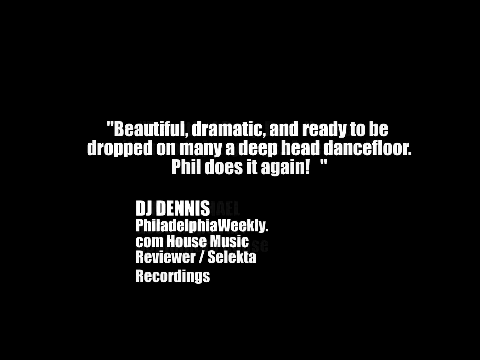 "Beautiful, dramatic, and ready to be
dropped on many a deep head dancefloor.
Phil does it again!  "
DJ DENNIS
PhiladelphiaWeekly.
com House Music
Reviewer / Selekta
Recordings